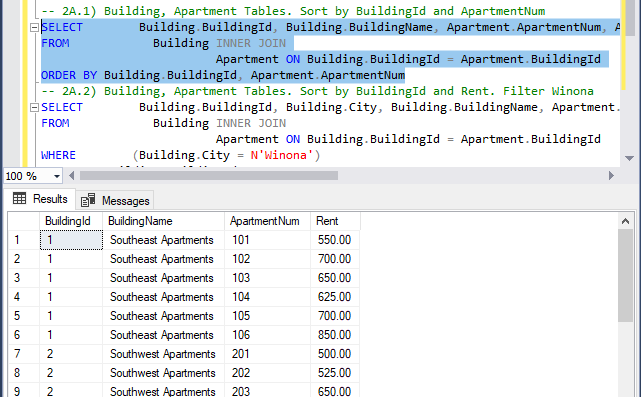 -- 2A.1) Building, Apartment Tables. Sort by BuildingId and ApartmentNum
SELECT Building.BuildingId, Building.BuildingName, Apartment.ApartmentNum, A
FROM Building INNER JOIN
Apartment ON Building.BuildingId = Apartment.BuildingId
ORDER BY Building.BuildingId, Apartment.ApartmentNum
-- 2A.2) Building, Apartment Tables. Sort by BuildingId and Rent. Filter Winona
SELECT Building.BuildingId, Building.City, Building.BuildingName, Apartment.
FROM Building INNER JOIN
Apartment ON Building.BuildingId = Apartment.BuildingId
WHERE (Building.City = N'Winona')
100 %
Results Messages
BuildingId BuildingName ApartmentNum Rent
1 1 Southeast Apartments 101 550.00
2 1 Southeast Apartments 102 700.00
3 1 Southeast Apartments 103 650.00
4 1 Southeast Apartments 104 625.00
5 1 Southeast Apartments 105 700.00
6 1 Southeast Apartments 106 850.00
7 2 Southwest Apartments 201 500.00
8 2 Southwest Apartments 202 525.00
9 2 Southwest Apartments 203 650.00